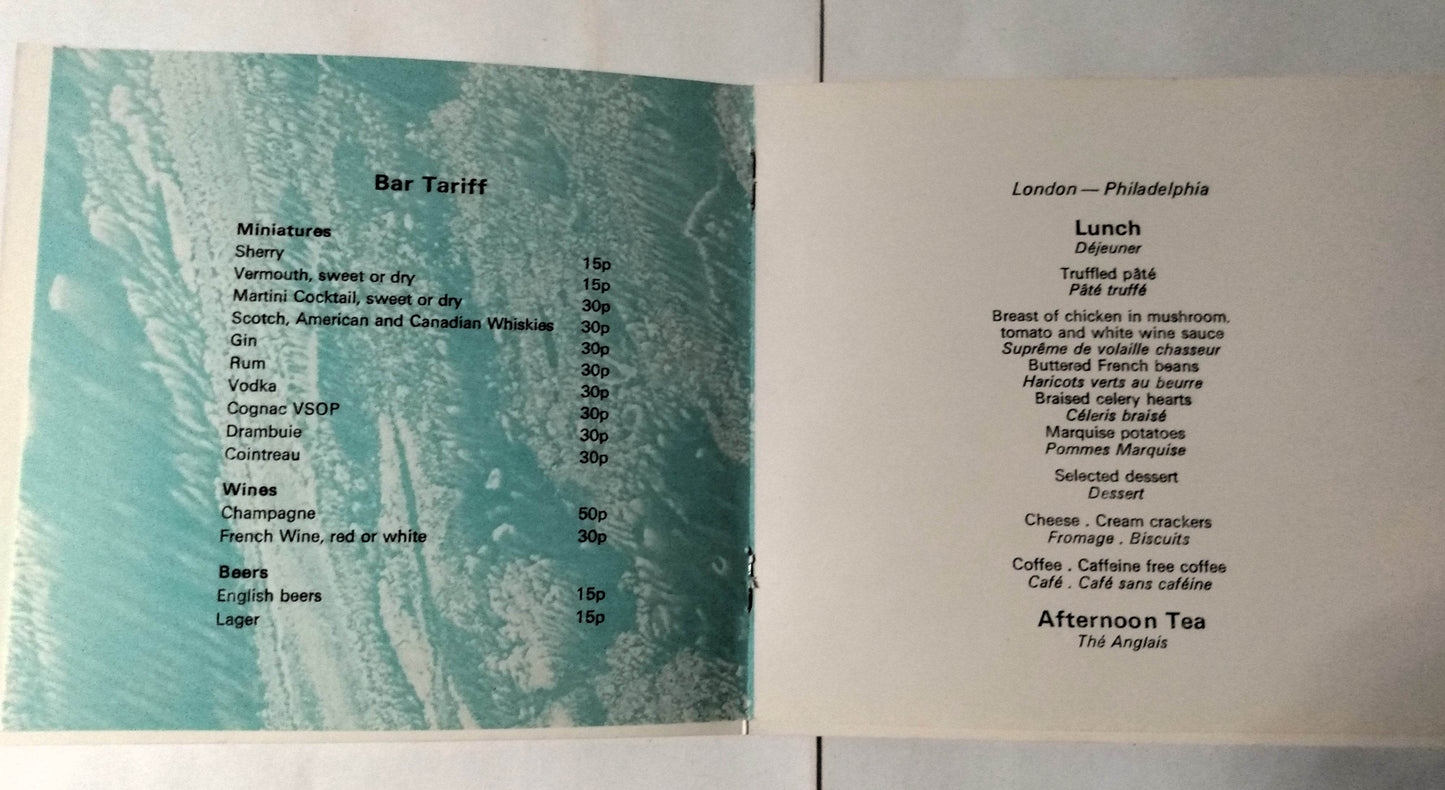 Bar Tariff
Miniatures
Sherry 15p
Vermouth, sweet or dry 15p
Martini Cocktail, sweet or dry 30p
Scotch, American and Canadian Whiskies 30p
Gin 30p
Rum 30p
Vodka 30p
Cognac VSOP 30p
Drambuie 30p
Cointreau 30p
Wines
Champagne 50p
French Wine, red or white 30p
Beers
English beers 15p
Lager 15p
London — Philadelphia
Lunch
Déjeuner
Truffled pâté
Pâté truffé
Breast of chicken in mushroom,
tomato and white wine sauce
Suprême de volaille chasseur
Buttered French beans
Haricots verts au beurre
Braised celery hearts
Céleris braisé
Marquise potatoes
Pommes Marquise
Selected dessert
Dessert
Cheese . Cream crackers
Fromage . Biscuits
Coffee . Caffeine free coffee
Café . Café sans caféine
Afternoon Tea
Thé Anglais